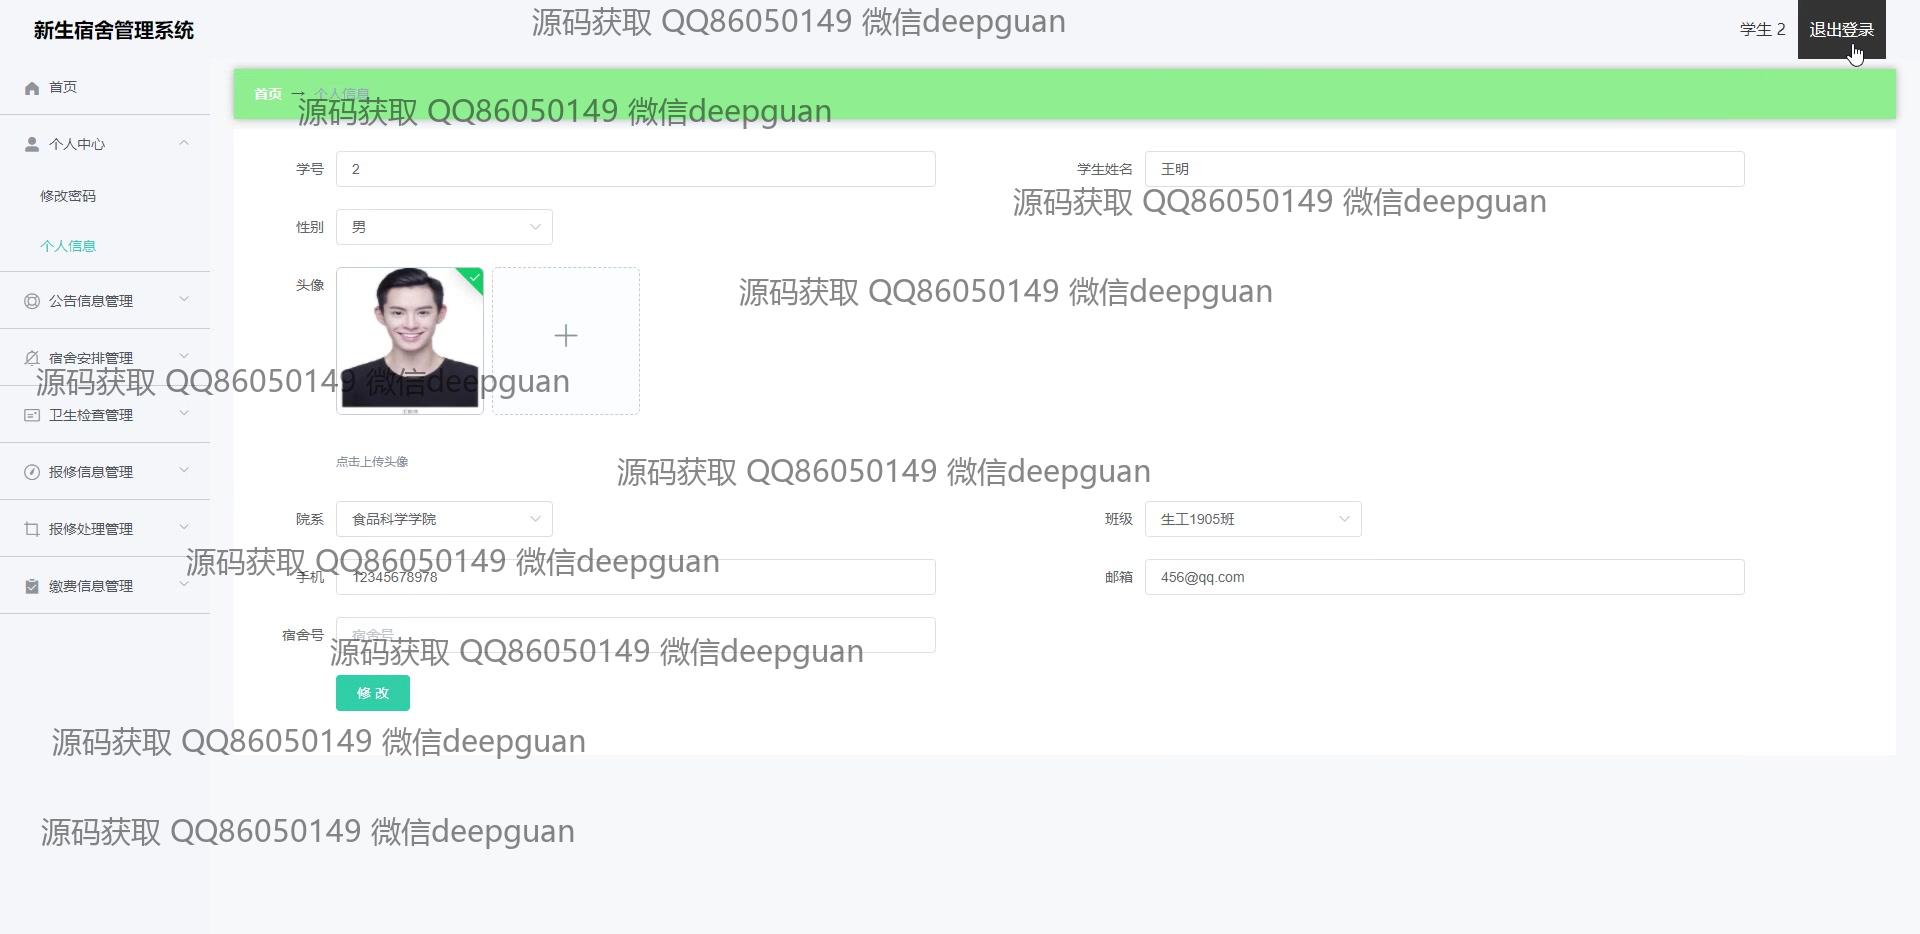 新生宿舍管理系统
源码获取 QQ86050149 微信deepguan
学生 2
退出登录
首页
个人中心
修改密码
个人信息
公告信息管理
宿舍安排管理
卫生检查管理
报修信息管理
报修处理管理
缴费信息管理
首页 → 个人信息
源码获取 QQ86050149 微信deepguan
学号 2
学生姓名 王明
源码获取 QQ86050149 微信deepguan
性别 男
头像
源码获取 QQ86050149 微信deepguan
源码获取 QQ86050149 微信deepguan
点击上传头像
源码获取 QQ86050149 微信deepguan
院系 食品科学学院
班级 生工1905班
源码获取 QQ86050149 微信deepguan
手机 12345678978
邮箱 456@qq.com
宿舍号 宿舍号
源码获取 QQ86050149 微信deepguan
修改
源码获取 QQ86050149 微信deepguan
源码获取 QQ86050149 微信deepguan